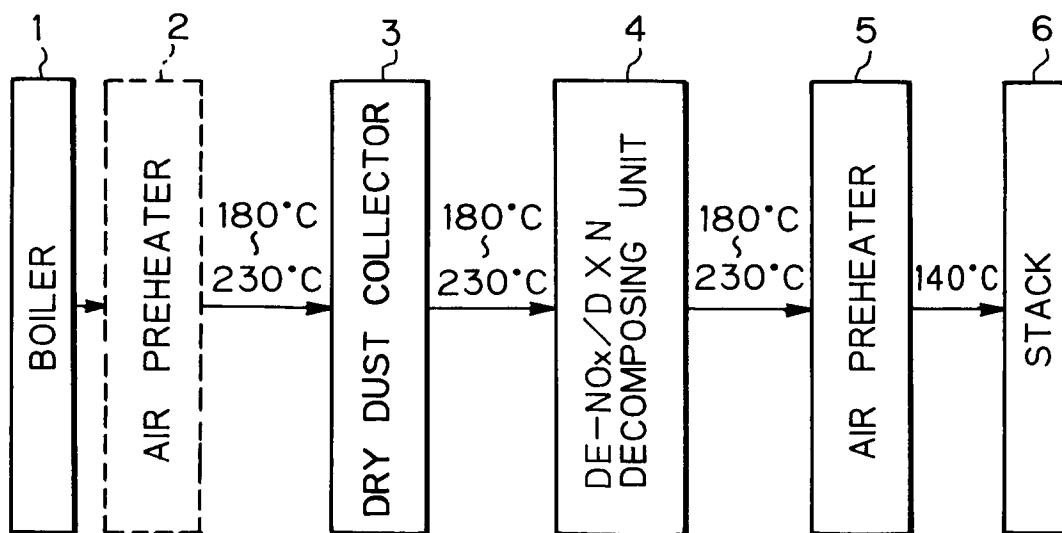 1
2
3
4
5
6
BOILER
AIR PREHEATER
180°C
~
230°C
DRY DUST COLLECTOR
180°C
~
230°C
DE-NOx/D X N
DECOMPOSING UNIT
180°C
~
230°C
AIR PREHEATER
140°C
STACK